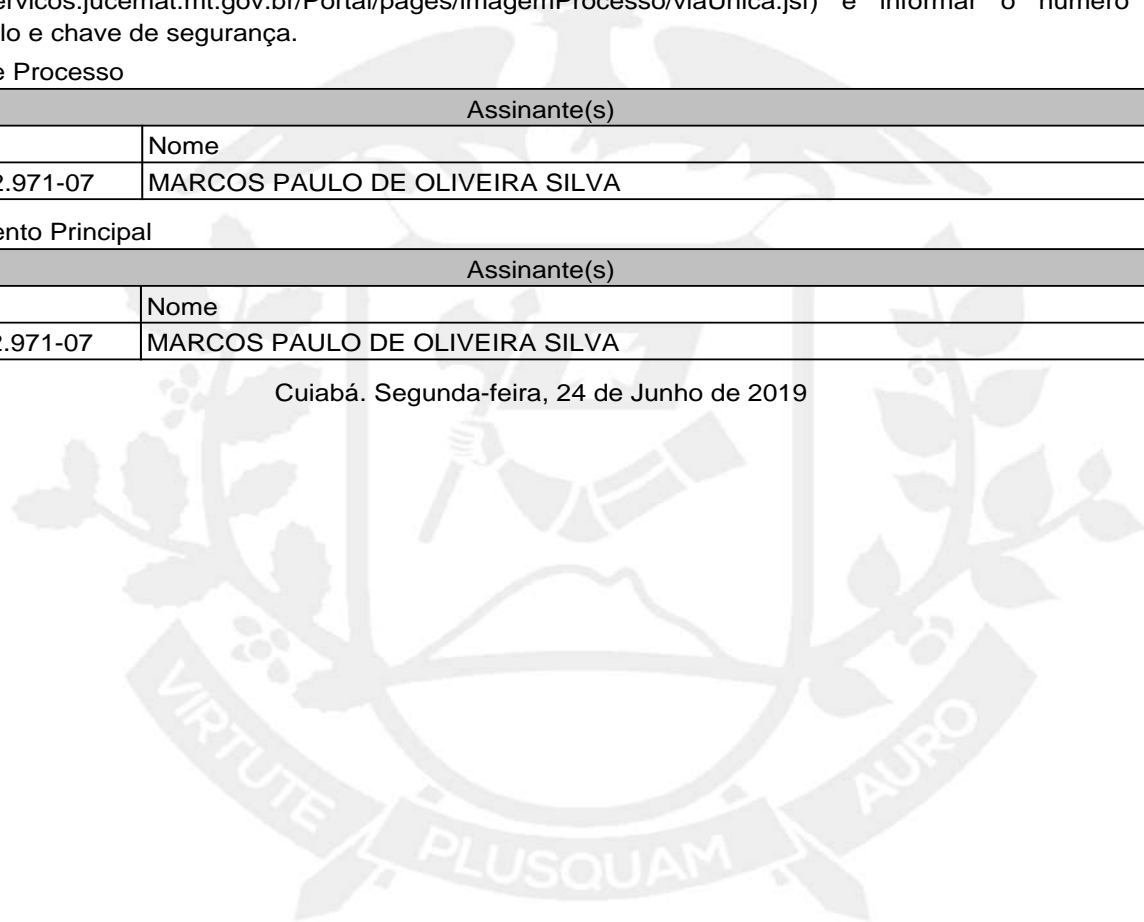 ervicos.jucemat.mt.gov.br/Portal/pages/imagemProcesso/viaUnica.jsf) e informar o número
lo e chave de segurança.
e Processo
Assinante(s)
Nome
2.971-07 MARCOS PAULO DE OLIVEIRA SILVA
ento Principal
Assinante(s)
Nome
2.971-07 MARCOS PAULO DE OLIVEIRA SILVA
Cuiabá. Segunda-feira, 24 de Junho de 2019
VIRTUTE PLUSQUAM AURO